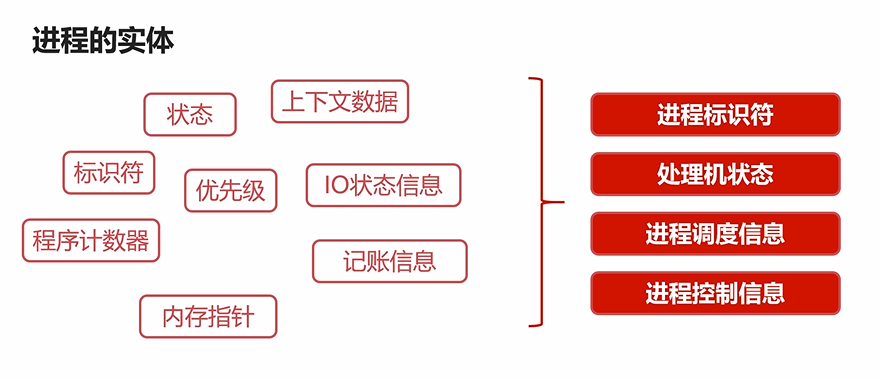 进程的实体
状态
上下文数据
标识符
优先级
IO状态信息
程序计数器
记账信息
内存指针
进程标识符
处理机状态
进程调度信息
进程控制信息